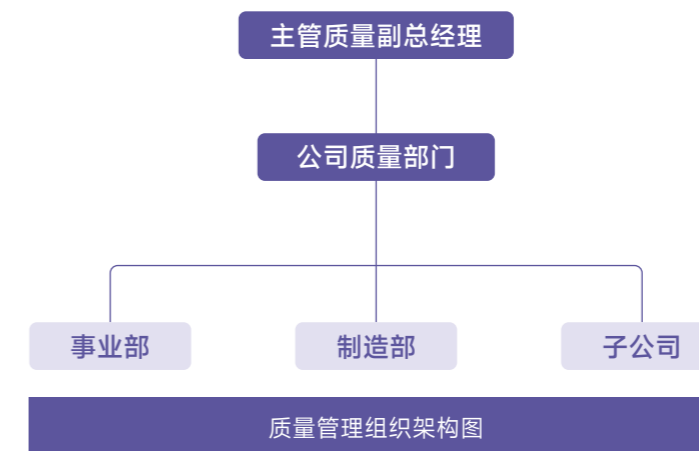 主管质量副总经理
公司质量部门
事业部
制造部
子公司
质量管理组织架构图